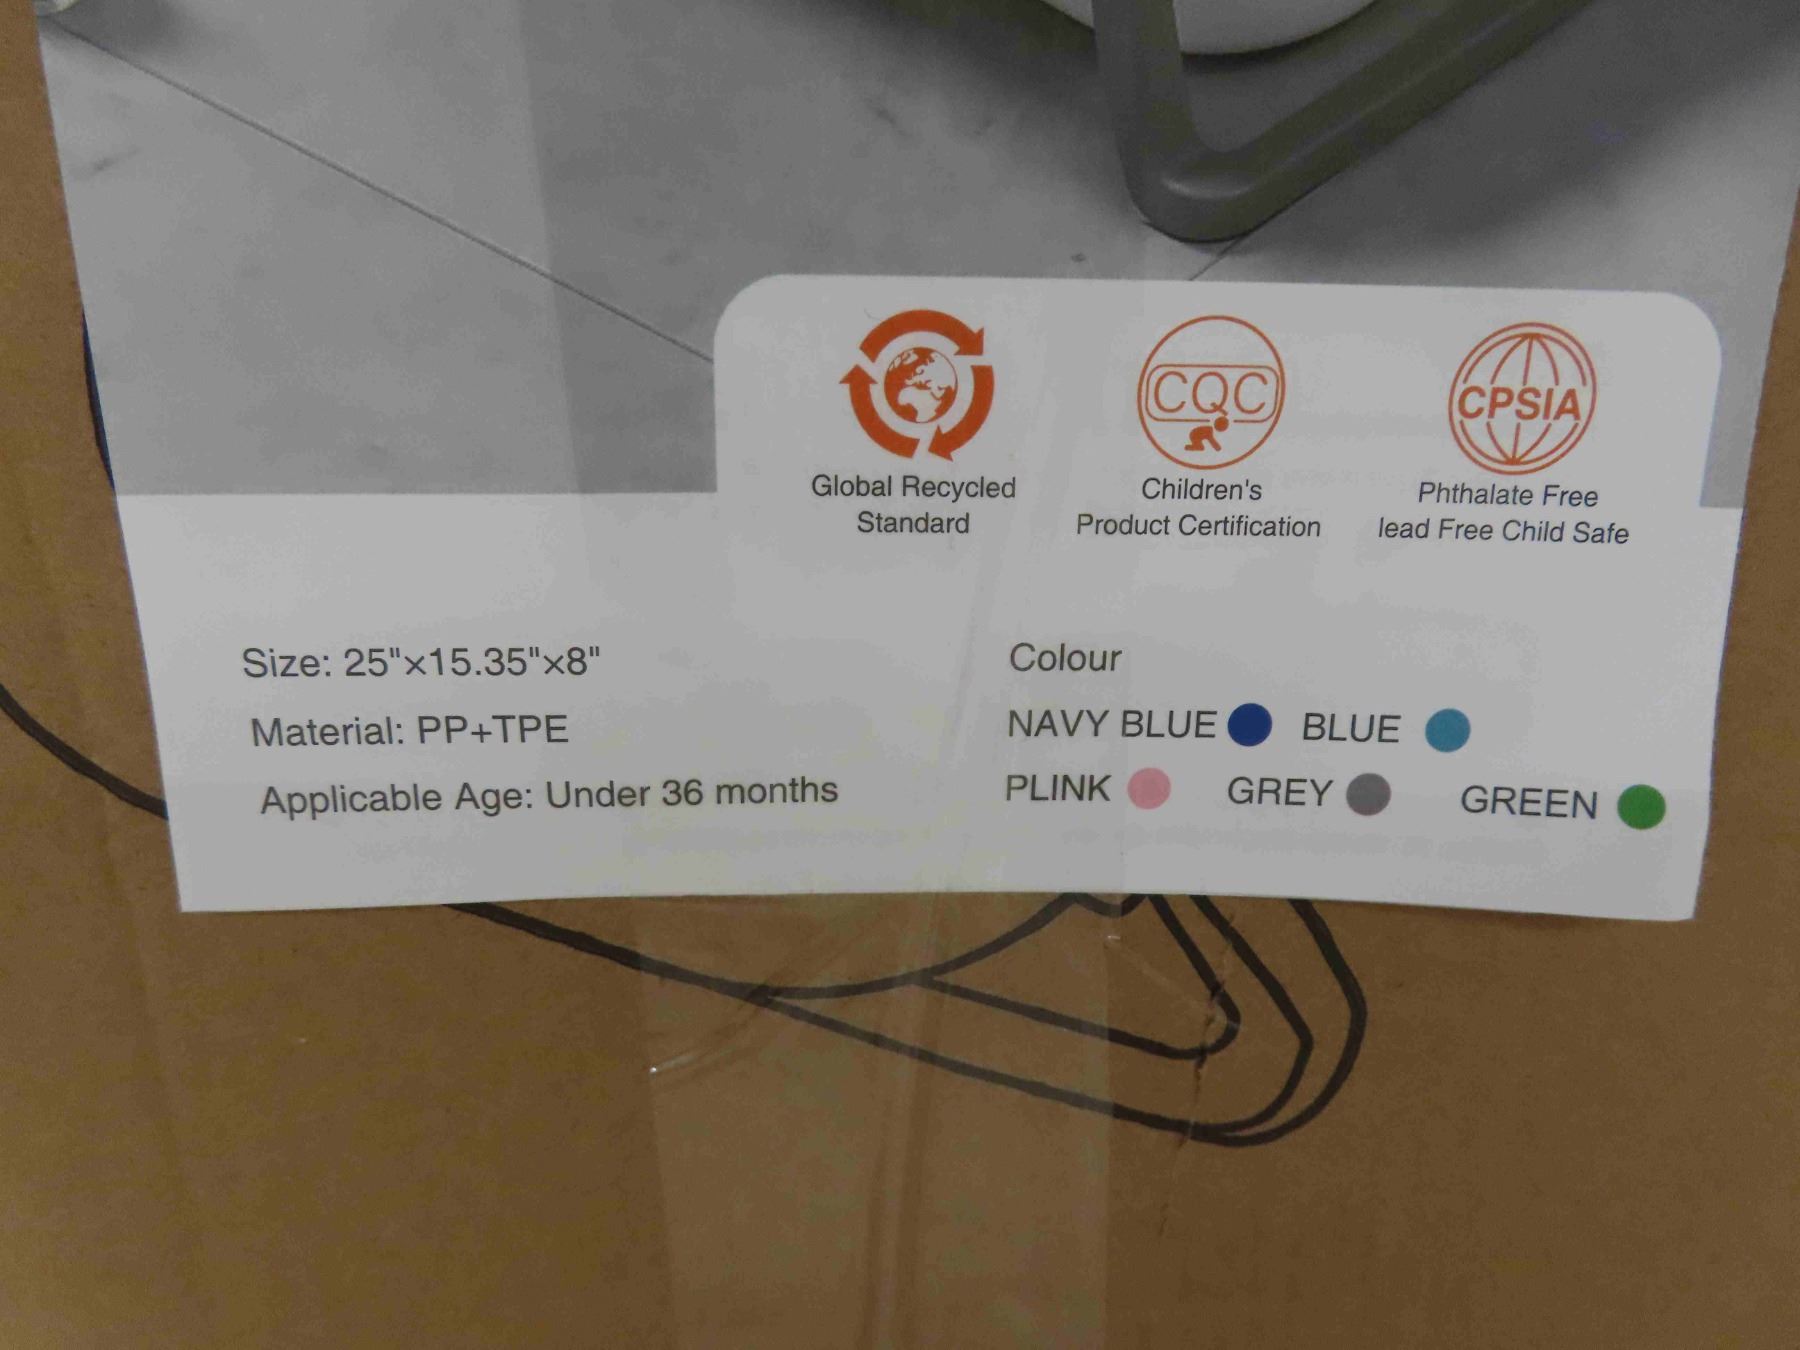 CQC
CPSIA
Global Recycled
Standard
Children's
Product Certification
Phthalate Free
lead Free Child Safe
Size: 25"×15.35"×8"
Material: PP+TPE
Applicable Age: Under 36 months
Colour
NAVY BLUE BLUE
PLINK GREY GREEN